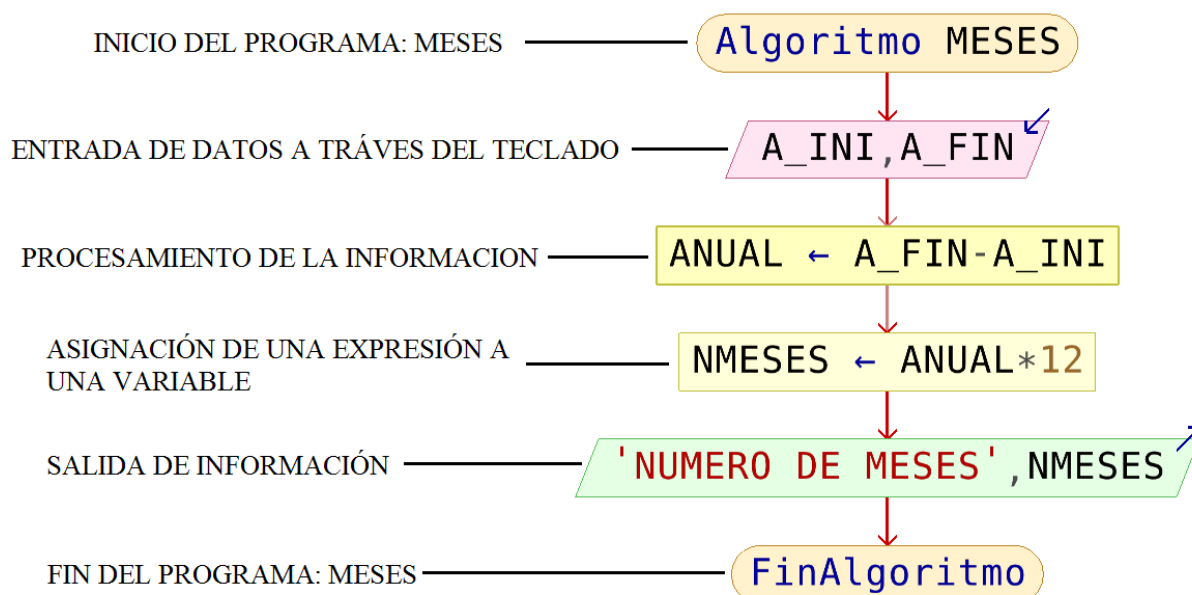 INICIO DEL PROGRAMA: MESES
Algoritmo MESES
ENTRADA DE DATOS A TRÁVES DEL TECLADO
A_INI,A_FIN
PROCESAMIENTO DE LA INFORMACION
ANUAL ← A_FIN-A_INI
ASIGNACIÓN DE UNA EXPRESIÓN A
UNA VARIABLE
NMESES ← ANUAL*12
SALIDA DE INFORMACIÓN
'NUMERO DE MESES',NMESES
FIN DEL PROGRAMA: MESES
FinAlgoritmo